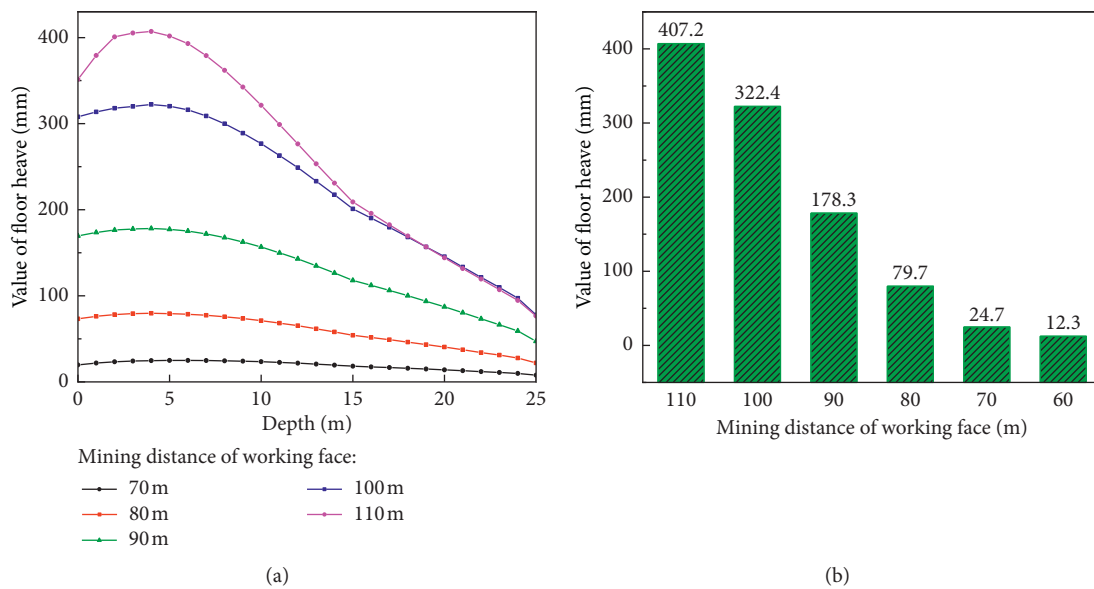 400
300
200
100
0
Value of floor heave (mm)
0 5 10 15 20 25
Depth (m)
Mining distance of working face:
70 m
80 m
90 m
100 m
110 m
(a)
400
300
200
100
0
Value of floor heave (mm)
407.2
322.4
178.3
79.7
24.7
12.3
110 100 90 80 70 60
Mining distance of working face (m)
(b)